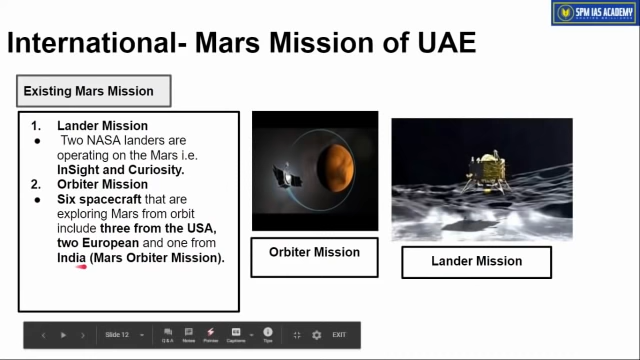 SPM IAS ACADEMY
International- Mars Mission of UAE
Existing Mars Mission
1. Lander Mission
● Two NASA landers are
operating on the Mars i.e.
InSight and Curiosity.
2. Orbiter Mission
● Six spacecraft that are
exploring Mars from orbit
include three from the USA,
two European and one from
India (Mars Orbiter Mission).
Orbiter Mission
Lander Mission
Slide 12
Q & A
Notes
Pointer
Captions
Tips
EXIT